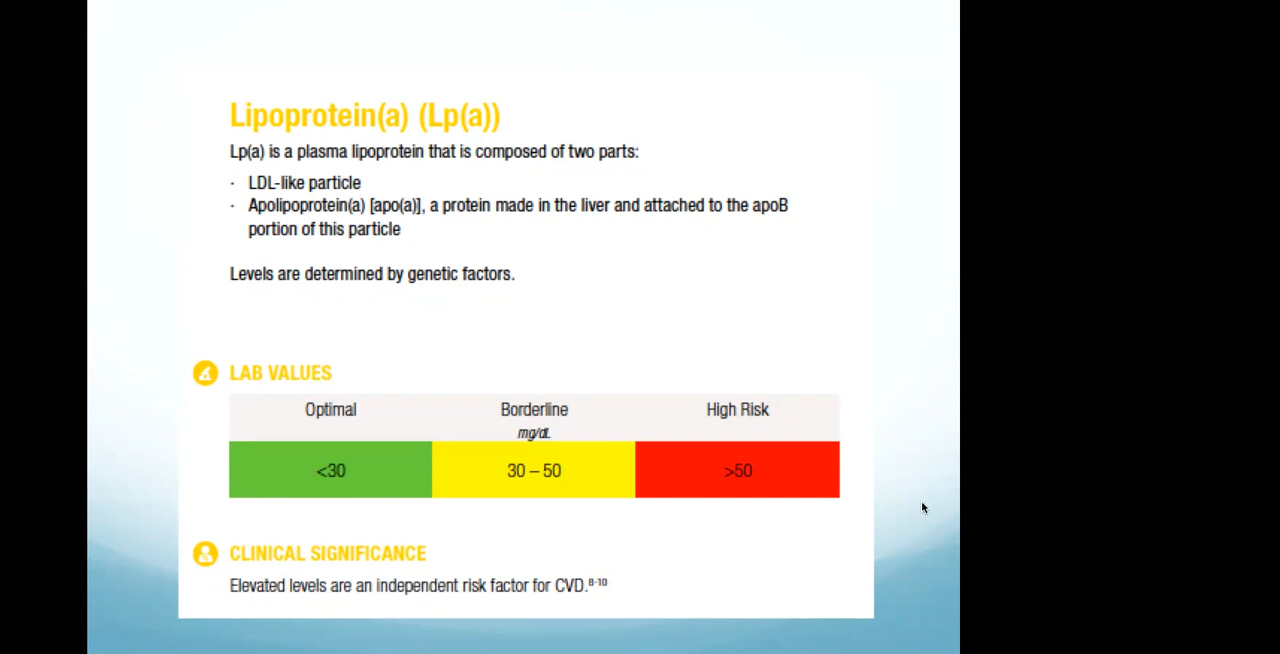 Lipoprotein(a) (Lp(a))
Lp(a) is a plasma lipoprotein that is composed of two parts:
· LDL-like particle
· Apolipoprotein(a) [apo(a)], a protein made in the liver and attached to the apoB
portion of this particle
Levels are determined by genetic factors.
LAB VALUES
Optimal Borderline High Risk
mg/dL
<30 30 – 50 >50
CLINICAL SIGNIFICANCE
Elevated levels are an independent risk factor for CVD.⁸⁻¹⁰